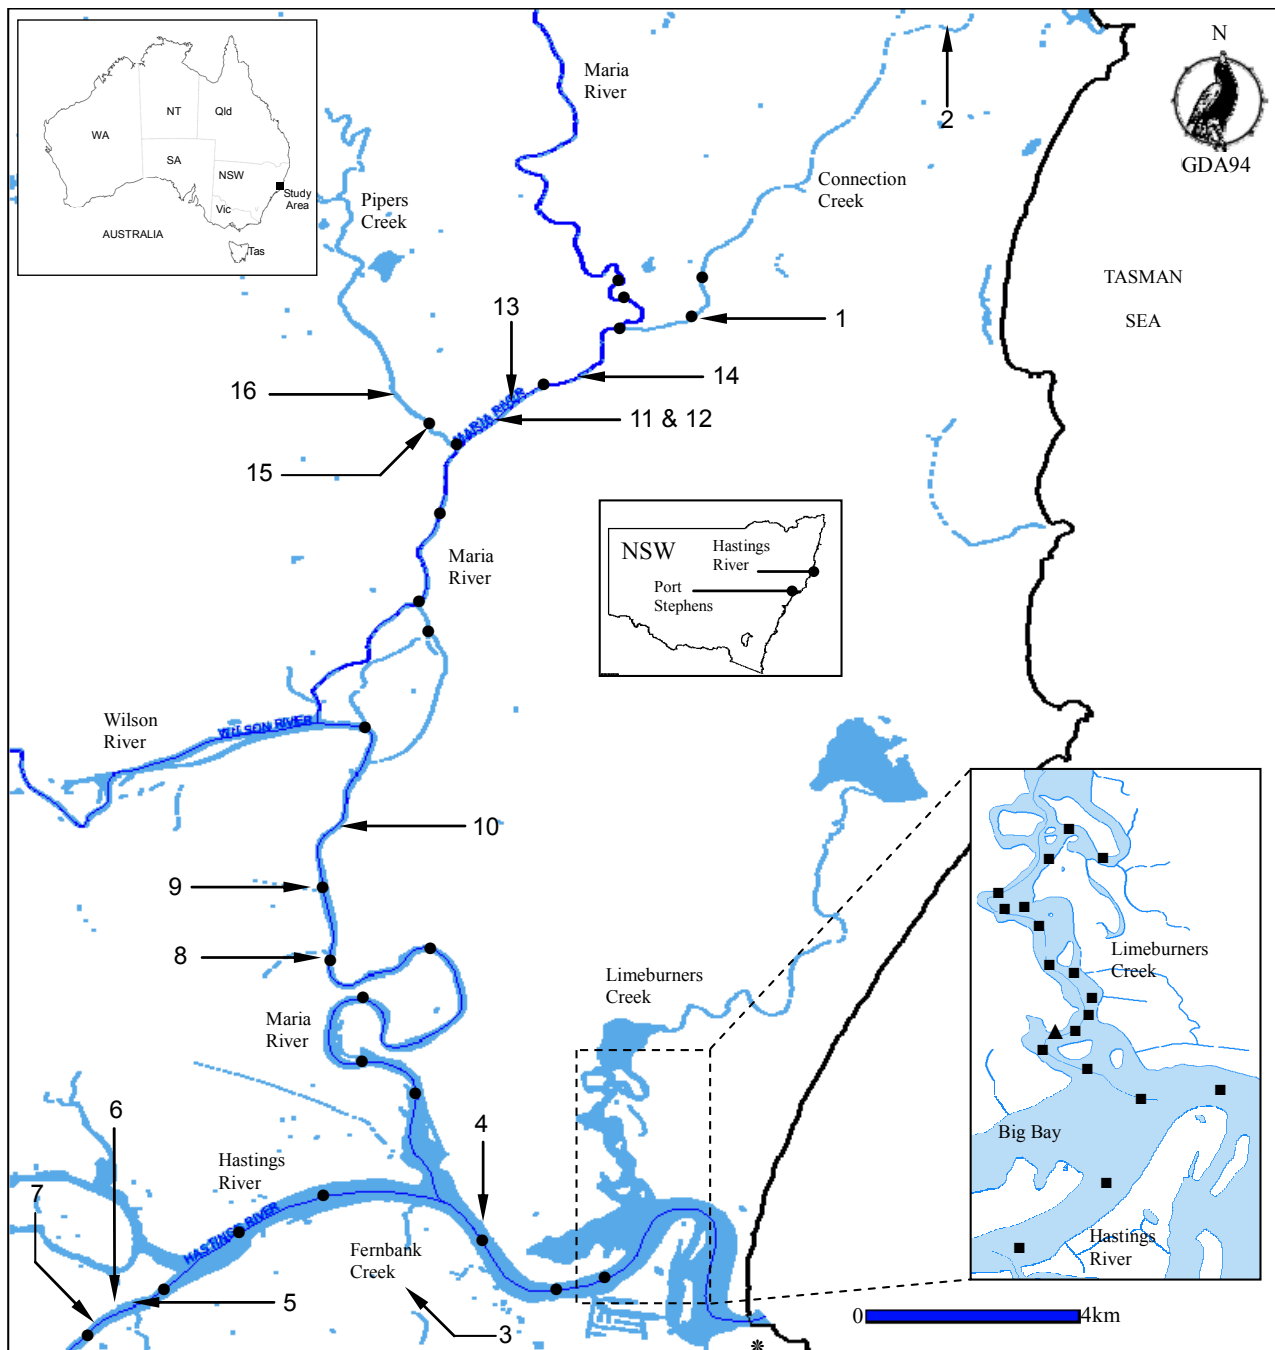 WA
NT
Qld
SA
NSW
Vic
Tas
Study
Area
AUSTRALIA
Maria
River
2
N
GDA94
Connection
Creek
Pipers
Creek
TASMAN
SEA
13
1
14
16
MARIA RIVER
11 & 12
15
NSW
Hastings
River
Port
Stephens
Maria
River
Wilson
River
WILSON RIVER
10
9
8
Limeburners
Creek
Limeburners
Creek
Maria
River
6
4
Big Bay
Hastings
River
7
HASTINGS RIVER
Fernbank
Creek
Hastings
River
5
3
0
4km